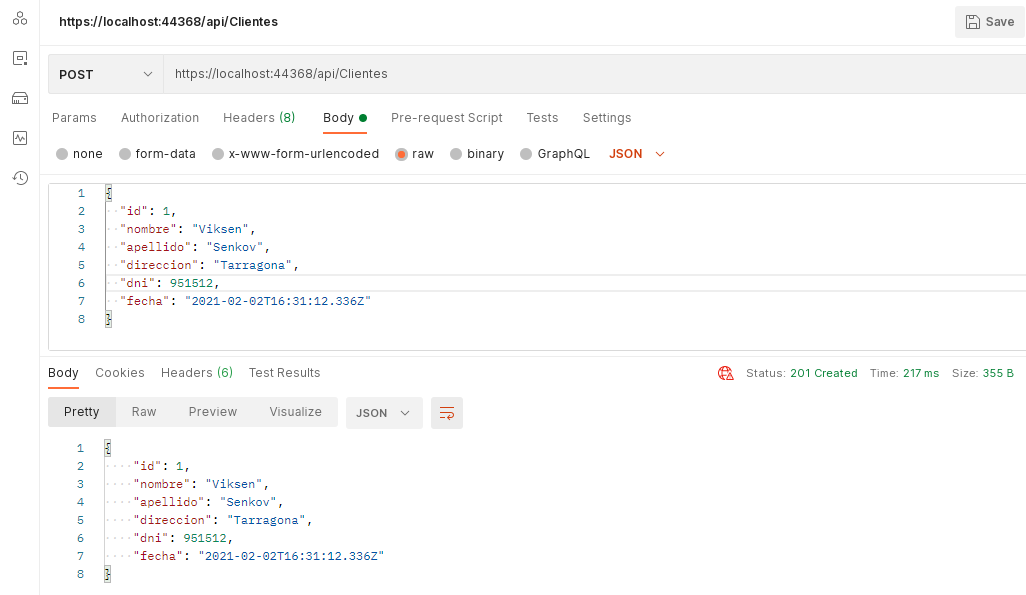 https://localhost:44368/api/Clientes
Save
POST
https://localhost:44368/api/Clientes
Params Authorization Headers (8) Body Pre-request Script Tests Settings
none form-data x-www-form-urlencoded raw binary GraphQL JSON
1 {
2 "id": 1,
3 "nombre": "Viksen",
4 "apellido": "Senkov",
5 "direccion": "Tarragona",
6 "dni": 951512,
7 "fecha": "2021-02-02T16:31:12.336Z"
8 }
Body Cookies Headers (6) Test Results Status: 201 Created Time: 217 ms Size: 355 B
Pretty Raw Preview Visualize JSON
1 {
2 "id": 1,
3 "nombre": "Viksen",
4 "apellido": "Senkov",
5 "direccion": "Tarragona",
6 "dni": 951512,
7 "fecha": "2021-02-02T16:31:12.336Z"
8 }